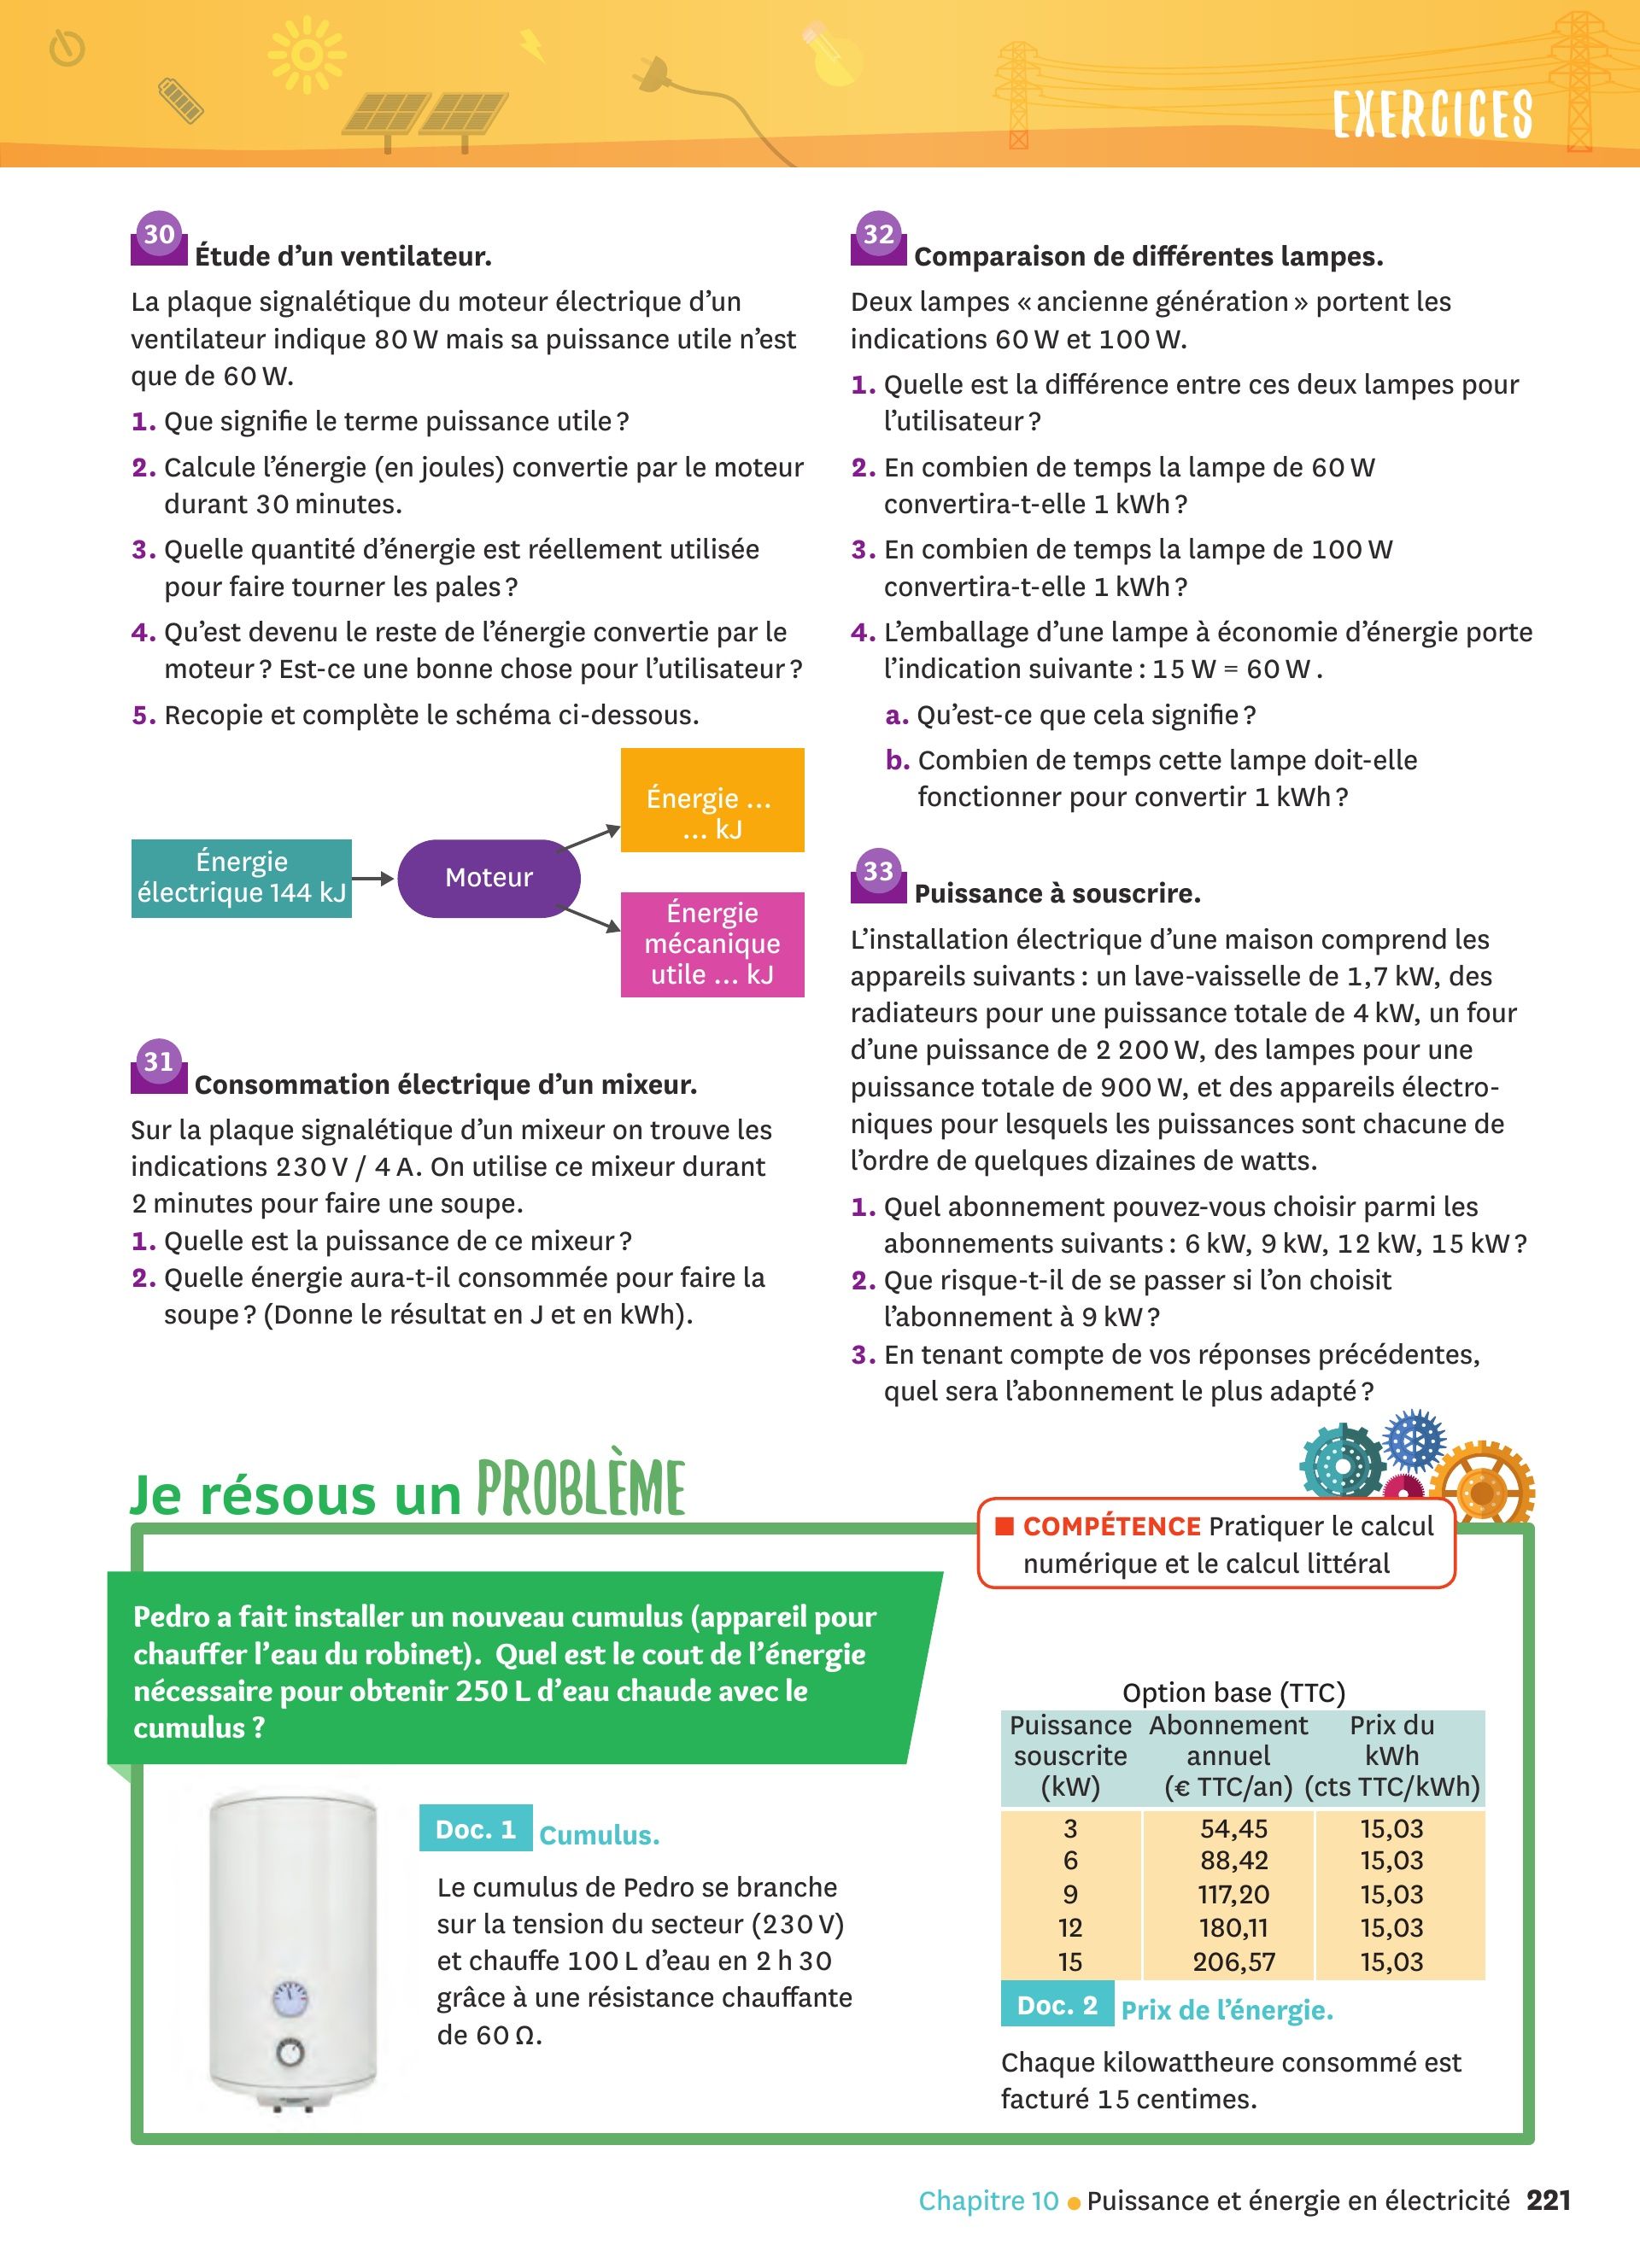 EXERCICES
30 Étude d’un ventilateur.
La plaque signalétique du moteur électrique d’un
ventilateur indique 80 W mais sa puissance utile n’est
que de 60 W.
1. Que signifie le terme puissance utile ?
2. Calcule l’énergie (en joules) convertie par le moteur
durant 30 minutes.
3. Quelle quantité d’énergie est réellement utilisée
pour faire tourner les pales ?
4. Qu’est devenu le reste de l’énergie convertie par le
moteur ? Est-ce une bonne chose pour l’utilisateur ?
5. Recopie et complète le schéma ci-dessous.
Énergie
électrique 144 kJ
Moteur
Énergie ...
... kJ
Énergie
mécanique
utile ... kJ
31 Consommation électrique d’un mixeur.
Sur la plaque signalétique d’un mixeur on trouve les
indications 230 V / 4 A. On utilise ce mixeur durant
2 minutes pour faire une soupe.
1. Quelle est la puissance de ce mixeur ?
2. Quelle énergie aura-t-il consommée pour faire la
soupe ? (Donne le résultat en J et en kWh).
32 Comparaison de différentes lampes.
Deux lampes « ancienne génération » portent les
indications 60 W et 100 W.
1. Quelle est la différence entre ces deux lampes pour
l’utilisateur ?
2. En combien de temps la lampe de 60 W
convertira-t-elle 1 kWh ?
3. En combien de temps la lampe de 100 W
convertira-t-elle 1 kWh ?
4. L’emballage d’une lampe à économie d’énergie porte
l’indication suivante : 15 W = 60 W .
a. Qu’est-ce que cela signifie ?
b. Combien de temps cette lampe doit-elle
fonctionner pour convertir 1 kWh ?
33 Puissance à souscrire.
L’installation électrique d’une maison comprend les
appareils suivants : un lave-vaisselle de 1,7 kW, des
radiateurs pour une puissance totale de 4 kW, un four
d’une puissance de 2 200 W, des lampes pour une
puissance totale de 900 W, et des appareils électro-
niques pour lesquels les puissances sont chacune de
l’ordre de quelques dizaines de watts.
1. Quel abonnement pouvez-vous choisir parmi les
abonnements suivants : 6 kW, 9 kW, 12 kW, 15 kW ?
2. Que risque-t-il de se passer si l’on choisit
l’abonnement à 9 kW ?
3. En tenant compte de vos réponses précédentes,
quel sera l’abonnement le plus adapté ?
Je résous un PROBLÈME
COMPÉTENCE Pratiquer le calcul
numérique et le calcul littéral
Pedro a fait installer un nouveau cumulus (appareil pour
chauffer l’eau du robinet). Quel est le cout de l’énergie
nécessaire pour obtenir 250 L d’eau chaude avec le
cumulus ?
Doc. 1 Cumulus.
Le cumulus de Pedro se branche
sur la tension du secteur (230 V)
et chauffe 100 L d’eau en 2 h 30
grâce à une résistance chauffante
de 60 Ω.
Option base (TTC)
Puissance Abonnement Prix du
souscrite annuel kWh
(kW) (€ TTC/an) (cts TTC/kWh)
3 54,45 15,03
6 88,42 15,03
9 117,20 15,03
12 180,11 15,03
15 206,57 15,03
Doc. 2 Prix de l’énergie.
Chaque kilowattheure consommé est
facturé 15 centimes.
Chapitre 10 ● Puissance et énergie en électricité 221